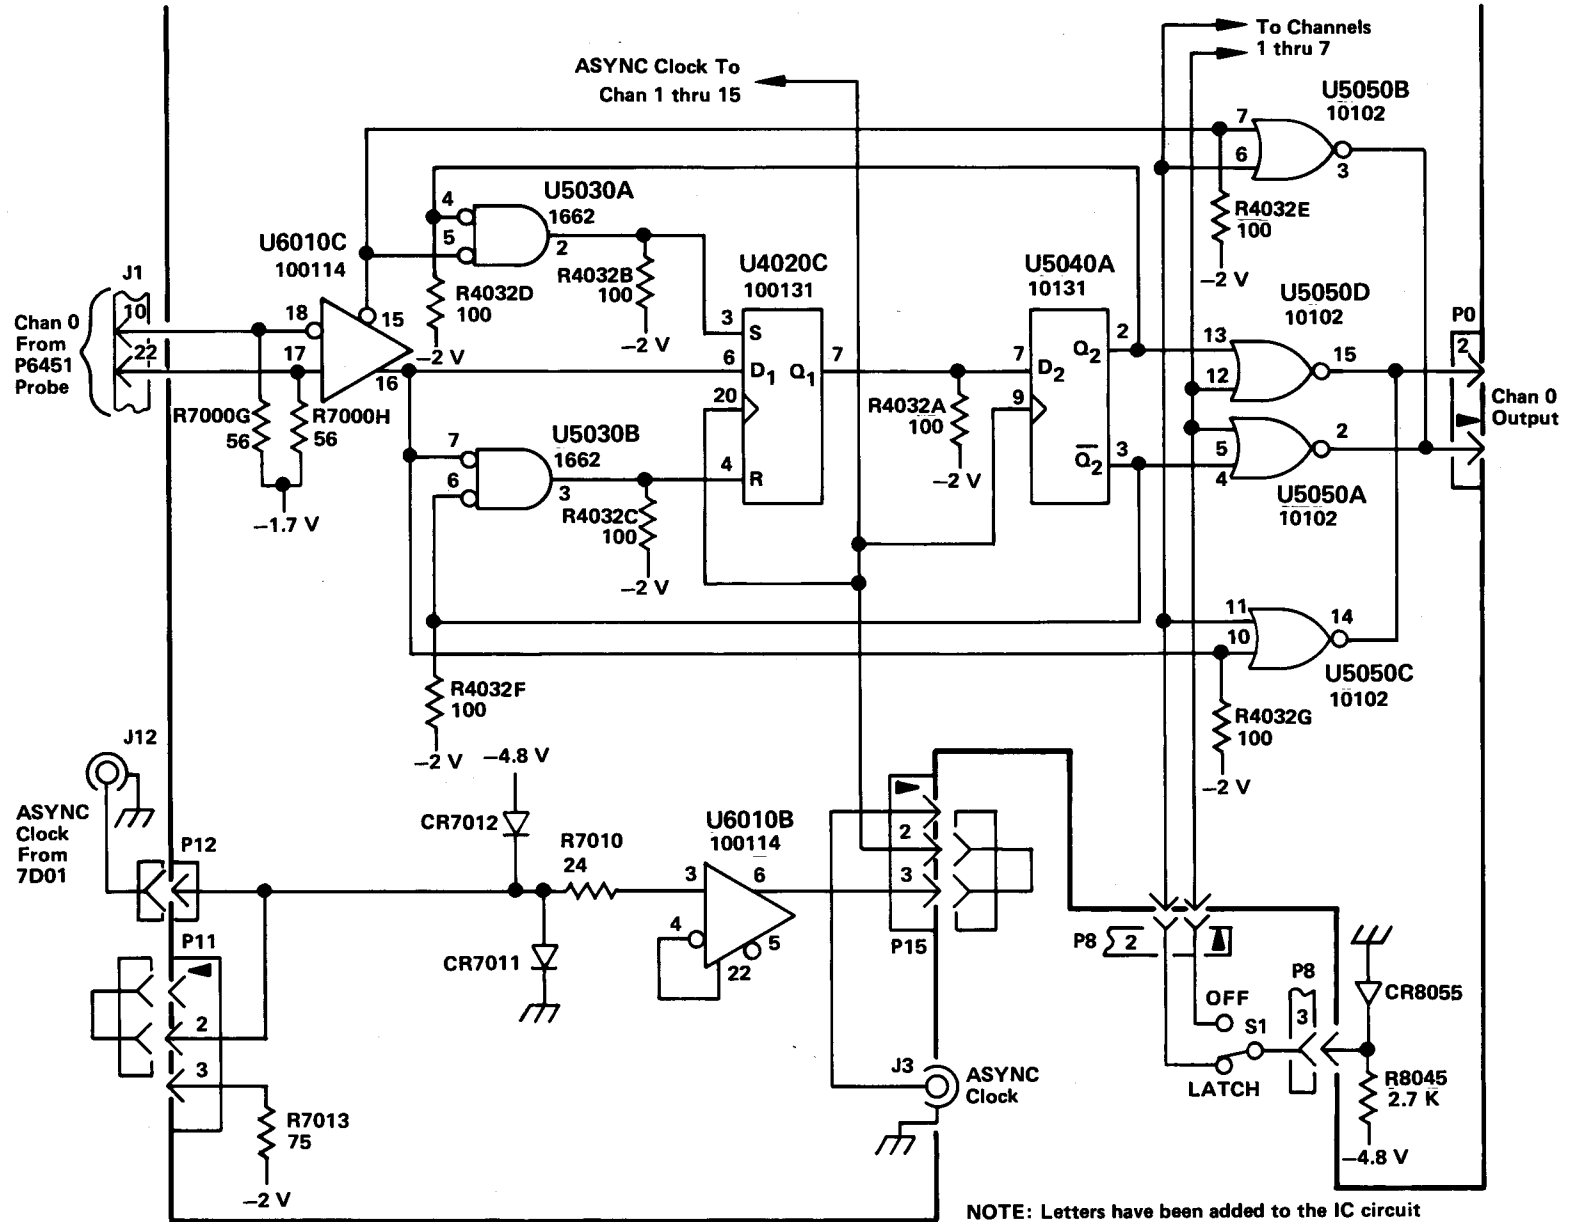 To Channels
1 thru 7
ASYNC Clock To
Chan 1 thru 15
U5050B
10102
7
6
3
U5030A
1662
4
5
2
R4032E
100
−2 V
U6010C
100114
J1
10
22
18
15
17
16
Chan 0
From
P6451
Probe
R4032D
100
−2 V
R4032B
100
−2 V
U4020C
100131
3
S
6
D1
Q1
7
20
4
R
U5040A
10131
2
Q2
7
D2
9
3
Q2
U5050D
10102
13
12
15
P0
2
Chan 0
Output
R7000G
56
R7000H
56
−1.7 V
U5030B
1662
7
6
3
R4032A
100
−2 V
R4032C
100
−2 V
5
4
2
U5050A
10102
11
10
14
U5050C
10102
R4032F
100
−2 V
R4032G
100
−2 V
J12
ASYNC
Clock
From
7D01
P12
−4.8 V
CR7012
R7010
24
U6010B
100114
3
6
4
5
22
2
3
P15
CR7011
P11
2
3
R7013
75
−2 V
P8
2
P8
3
OFF
S1
LATCH
CR8055
R8045
2.7 K
−4.8 V
J3
ASYNC
Clock
NOTE: Letters have been added to the IC circuit